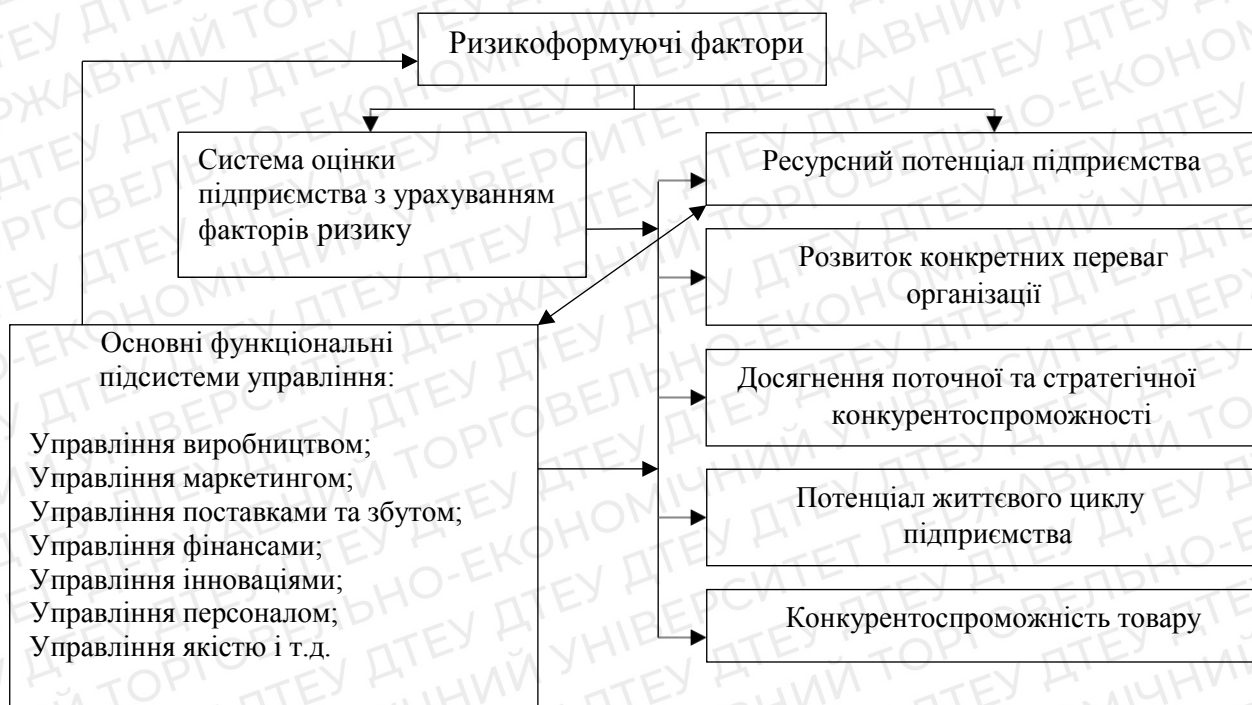 Ризикоформуючі фактори
Система оцінки
підприємства з урахуванням
факторів ризику
Ресурсний потенціал підприємства
Розвиток конкретних переваг
організації
Основні функціональні
підсистеми управління:
Управління виробництвом;
Управління маркетингом;
Управління поставками та збутом;
Управління фінансами;
Управління інноваціями;
Управління персоналом;
Управління якістю і т.д.
Досягнення поточної та стратегічної
конкурентоспроможності
Потенціал життєвого циклу
підприємства
Конкурентоспроможність товару